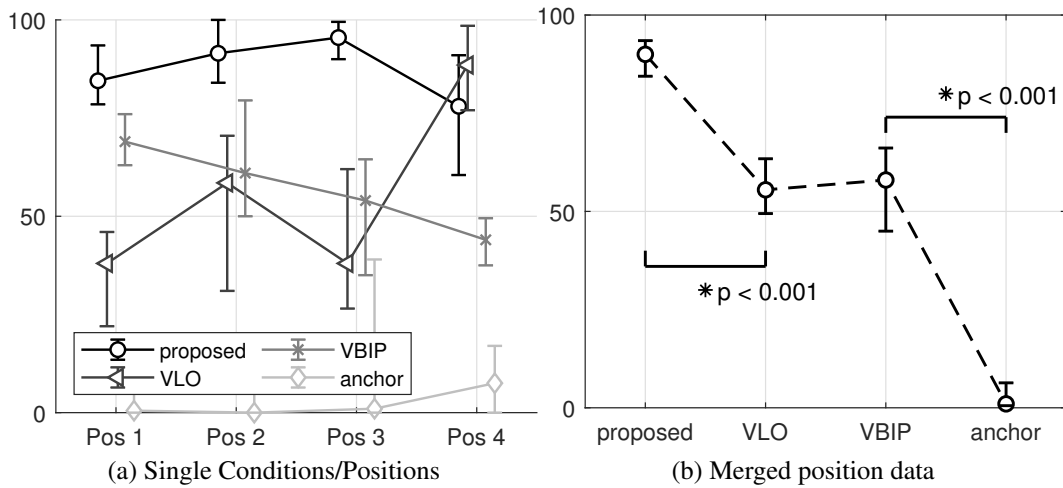 100
50
0
Pos 1
Pos 2
Pos 3
Pos 4
proposed
VBIP
VLO
anchor
(a) Single Conditions/Positions
100
50
0
*p < 0.001
*p < 0.001
proposed
VLO
VBIP
anchor
(b) Merged position data